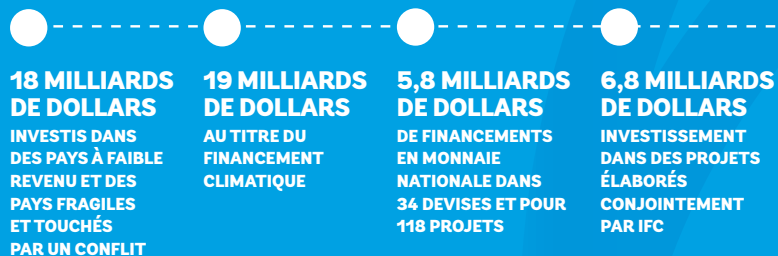 18 MILLIARDS
DE DOLLARS
INVESTIS DANS
DES PAYS À FAIBLE
REVENU ET DES
PAYS FRAGILES
ET TOUCHÉS
PAR UN CONFLIT
19 MILLIARDS
DE DOLLARS
AU TITRE DU
FINANCEMENT
CLIMATIQUE
5,8 MILLIARDS
DE DOLLARS
DE FINANCEMENTS
EN MONNAIE
NATIONALE DANS
34 DEVISES ET POUR
118 PROJETS
6,8 MILLIARDS
DE DOLLARS
INVESTISSEMENT
DANS DES PROJETS
ÉLABORÉS
CONJOINTEMENT
PAR IFC